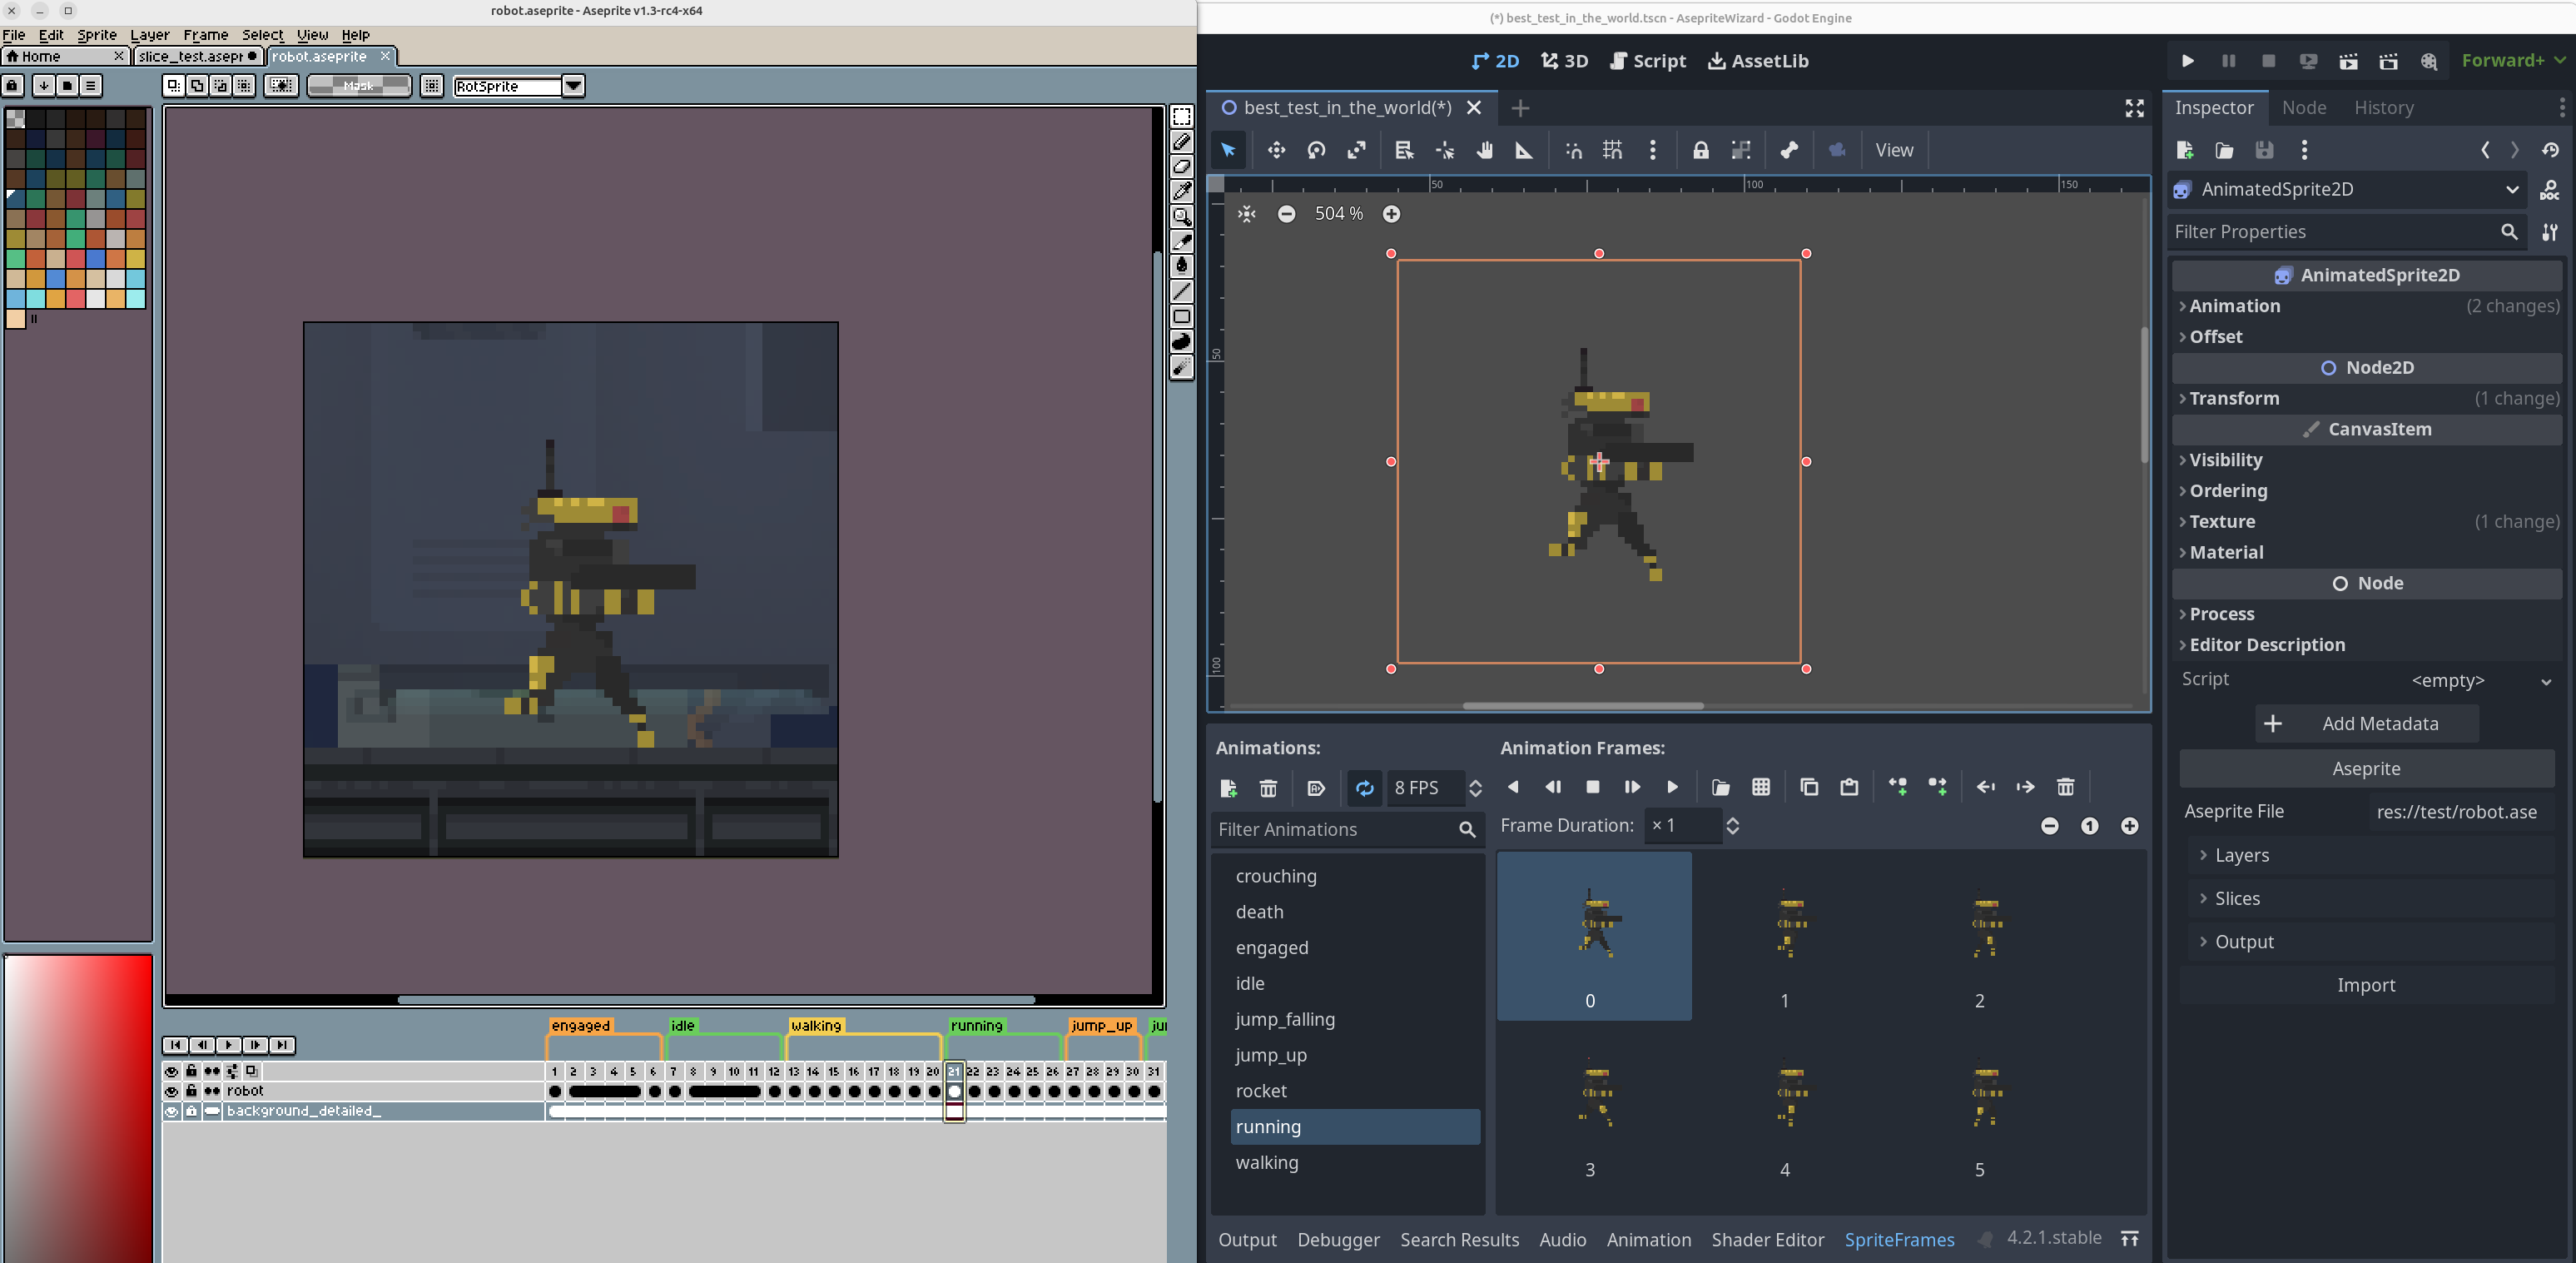 robot.aseprite - Aseprite v1.3-rc4-x64
File Edit Sprite Layer Frame Select View Help
Home
slice_test.asepr
robot.aseprite
Mask
RotSprite
engaged
idle
walking
running
jump_up
1 2 3 4 5 6 7 8 9 10 11 12 13 14 15 16 17 18 19 20 21 22 23 24 25 26 27 28 29 30 31
robot
background_detailed_
(*) best_test_in_the_world.tscn - AsepriteWizard - Godot Engine
2D 3D Script AssetLib
Forward+
best_test_in_the_world(*)
View
50 100 150
504 %
50
100
Animations:
8 FPS
Filter Animations
crouching
death
engaged
idle
jump_falling
jump_up
rocket
running
walking
Animation Frames:
Frame Duration: × 1
0 1 2
3 4 5
Output Debugger Search Results Audio Animation Shader Editor SpriteFrames 4.2.1.stable
Inspector Node History
AnimatedSprite2D
DOC
Filter Properties
AnimatedSprite2D
Animation (2 changes)
Offset
Node2D
Transform (1 change)
CanvasItem
Visibility
Ordering
Texture (1 change)
Material
Node
Process
Editor Description
Script <empty>
Add Metadata
Aseprite
Aseprite File res://test/robot.ase
Layers
Slices
Output
Import